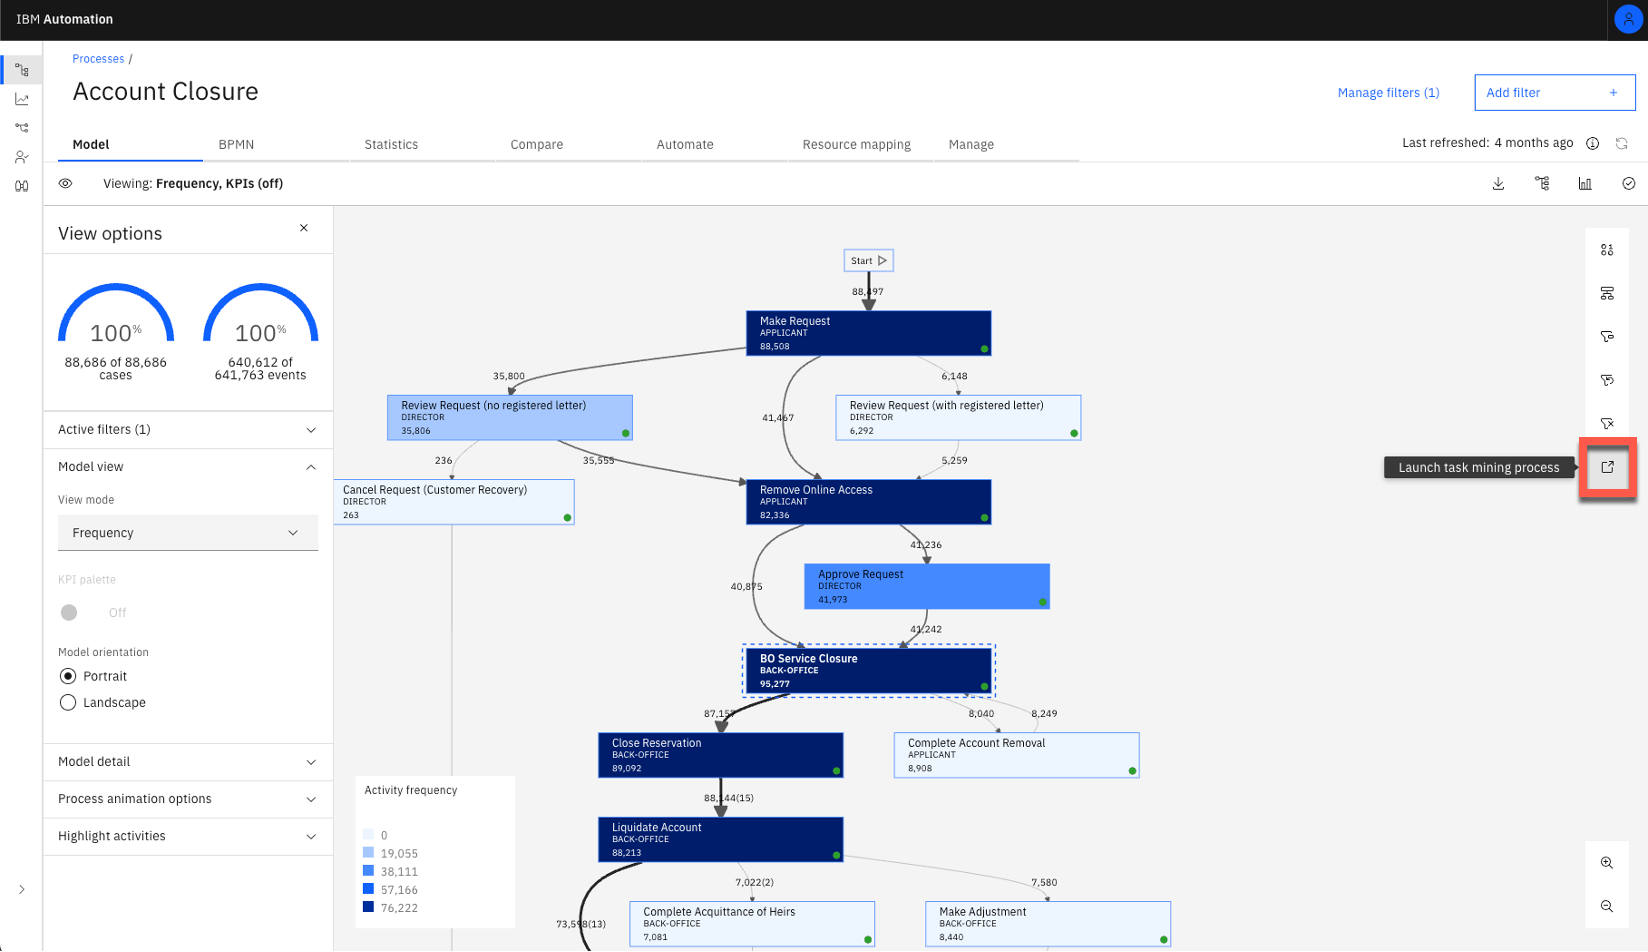 IBM Automation
Processes /
Account Closure
Manage filters (1)
Add filter +
Model
BPMN
Statistics
Compare
Automate
Resource mapping
Manage
Last refreshed: 4 months ago
Viewing: Frequency, KPIs (off)
View options
100%
88,686 of 88,686
cases
100%
640,612 of
641,763 events
Active filters (1)
Model view
View mode
Frequency
KPI palette
Off
Model orientation
Portrait
Landscape
Model detail
Process animation options
Highlight activities
Start
88,497
Make Request
APPLICANT
88,508
35,800
6,148
41,467
Review Request (no registered letter)
DIRECTOR
35,806
Review Request (with registered letter)
DIRECTOR
6,292
236
35,555
5,259
Launch task mining process
Cancel Request (Customer Recovery)
DIRECTOR
263
Remove Online Access
APPLICANT
82,336
41,236
40,875
Approve Request
DIRECTOR
41,973
41,242
BO Service Closure
BACK-OFFICE
95,277
87,157
8,040
8,249
Close Reservation
BACK-OFFICE
89,092
Complete Account Removal
APPLICANT
8,908
88,144(15)
Liquidate Account
BACK-OFFICE
88,213
7,022(2)
7,580
73,598(13)
Complete Acquittance of Heirs
BACK-OFFICE
7,081
Make Adjustment
BACK-OFFICE
8,440
Activity frequency
0
19,055
38,111
57,166
76,222